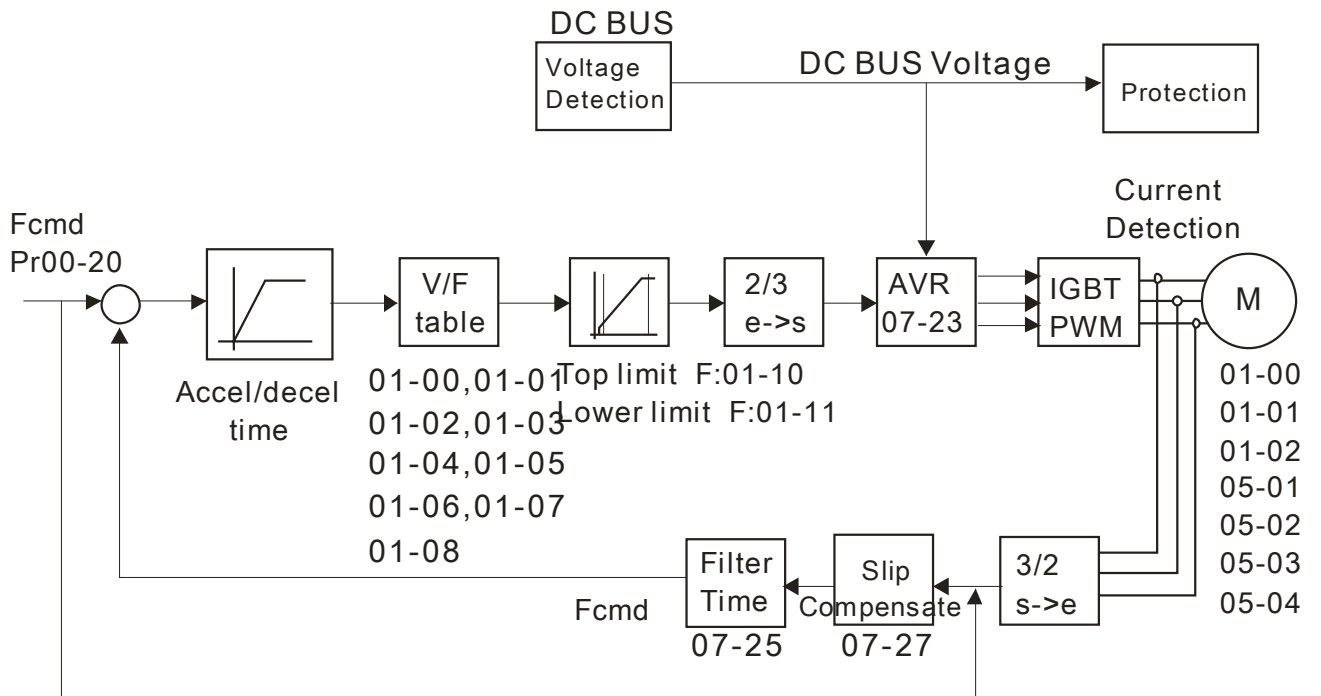 DC BUS
Voltage
Detection
DC BUS Voltage
Protection
Current
Detection
Fcmd
Pr00-20
V/F
table
2/3
e->s
AVR
07-23
IGBT
PWM
M
Accel/decel
time
01-00,01-01
01-02,01-03
01-04,01-05
01-06,01-07
01-08
Top limit F:01-10
Lower limit F:01-11
01-00
01-01
01-02
05-01
05-02
05-03
05-04
Fcmd
Filter
Time
07-25
Slip
Compensate
07-27
3/2
s->e